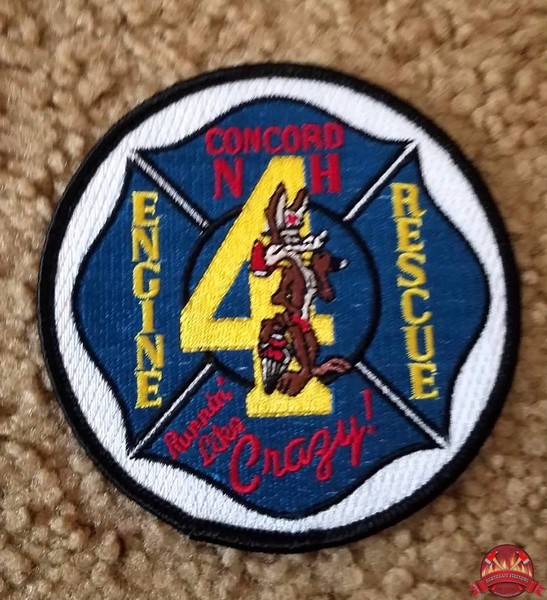 CONCORD
N H
4
ENGINE
RESCUE
Runnin'
Like
Crazy!